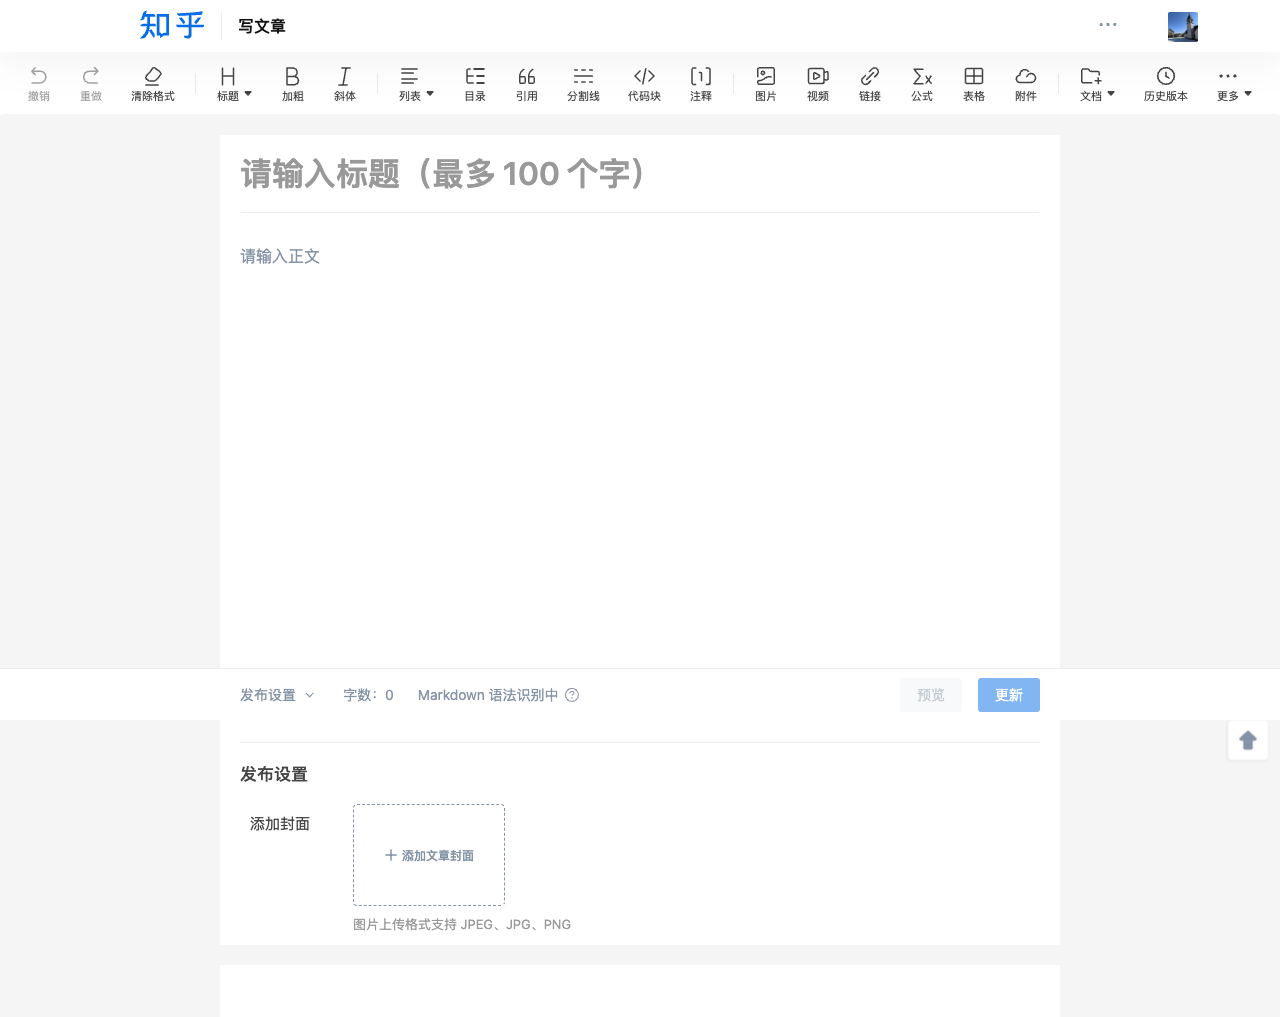 知乎 写文章
撤销 重做 清除格式 标题 加粗 斜体 列表 目录 引用 分割线 代码块 注释 图片 视频 链接 公式 表格 附件 文档 历史版本 更多
请输入标题（最多 100 个字）
请输入正文
发布设置 字数：0 Markdown 语法识别中 预览 更新
发布设置
添加封面
添加文章封面
图片上传格式支持 JPEG、JPG、PNG